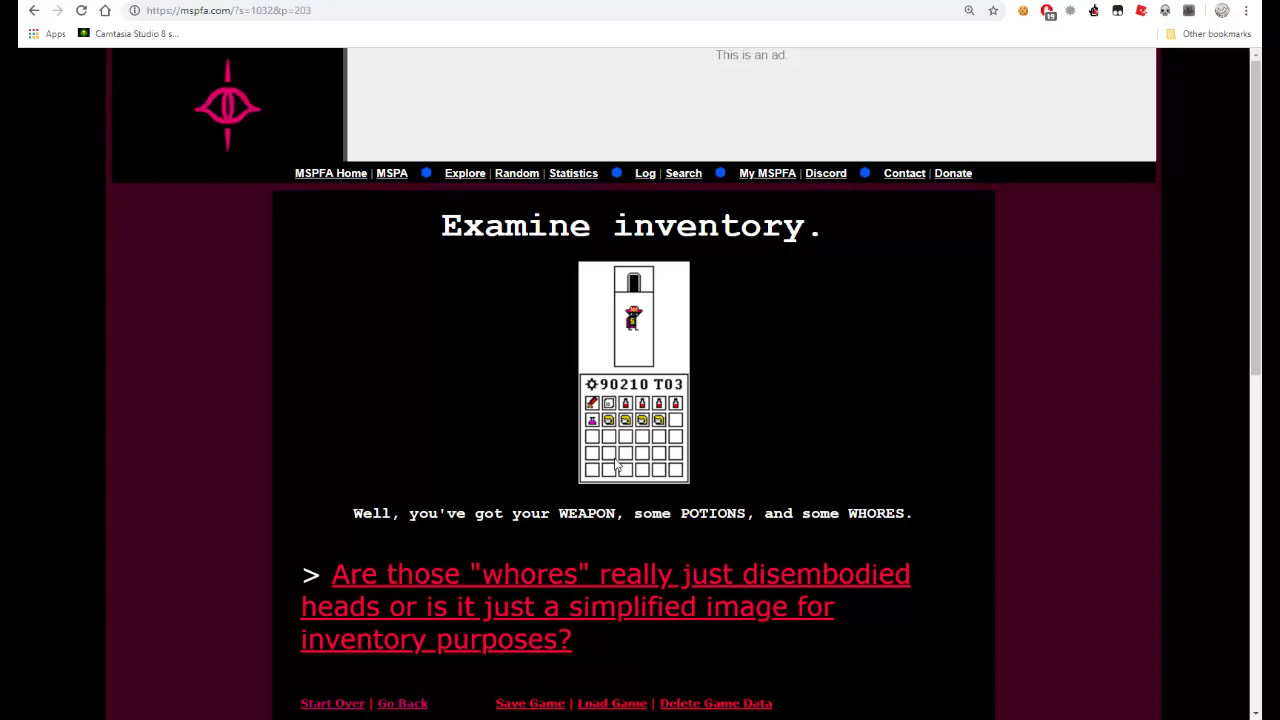 https://mspfa.com/?s=1032&p=203
19
Apps
Camtasia Studio 8 s...
Other bookmarks
This is an ad.
MSPFA Home | MSPA
Explore | Random | Statistics
Log | Search
My MSPFA | Discord
Contact | Donate
Examine inventory.
90210 T03
Well, you've got your WEAPON, some POTIONS, and some WHORES.
> Are those "whores" really just disembodied
heads or is it just a simplified image for
inventory purposes?
Start Over | Go Back
Save Game | Load Game | Delete Game Data